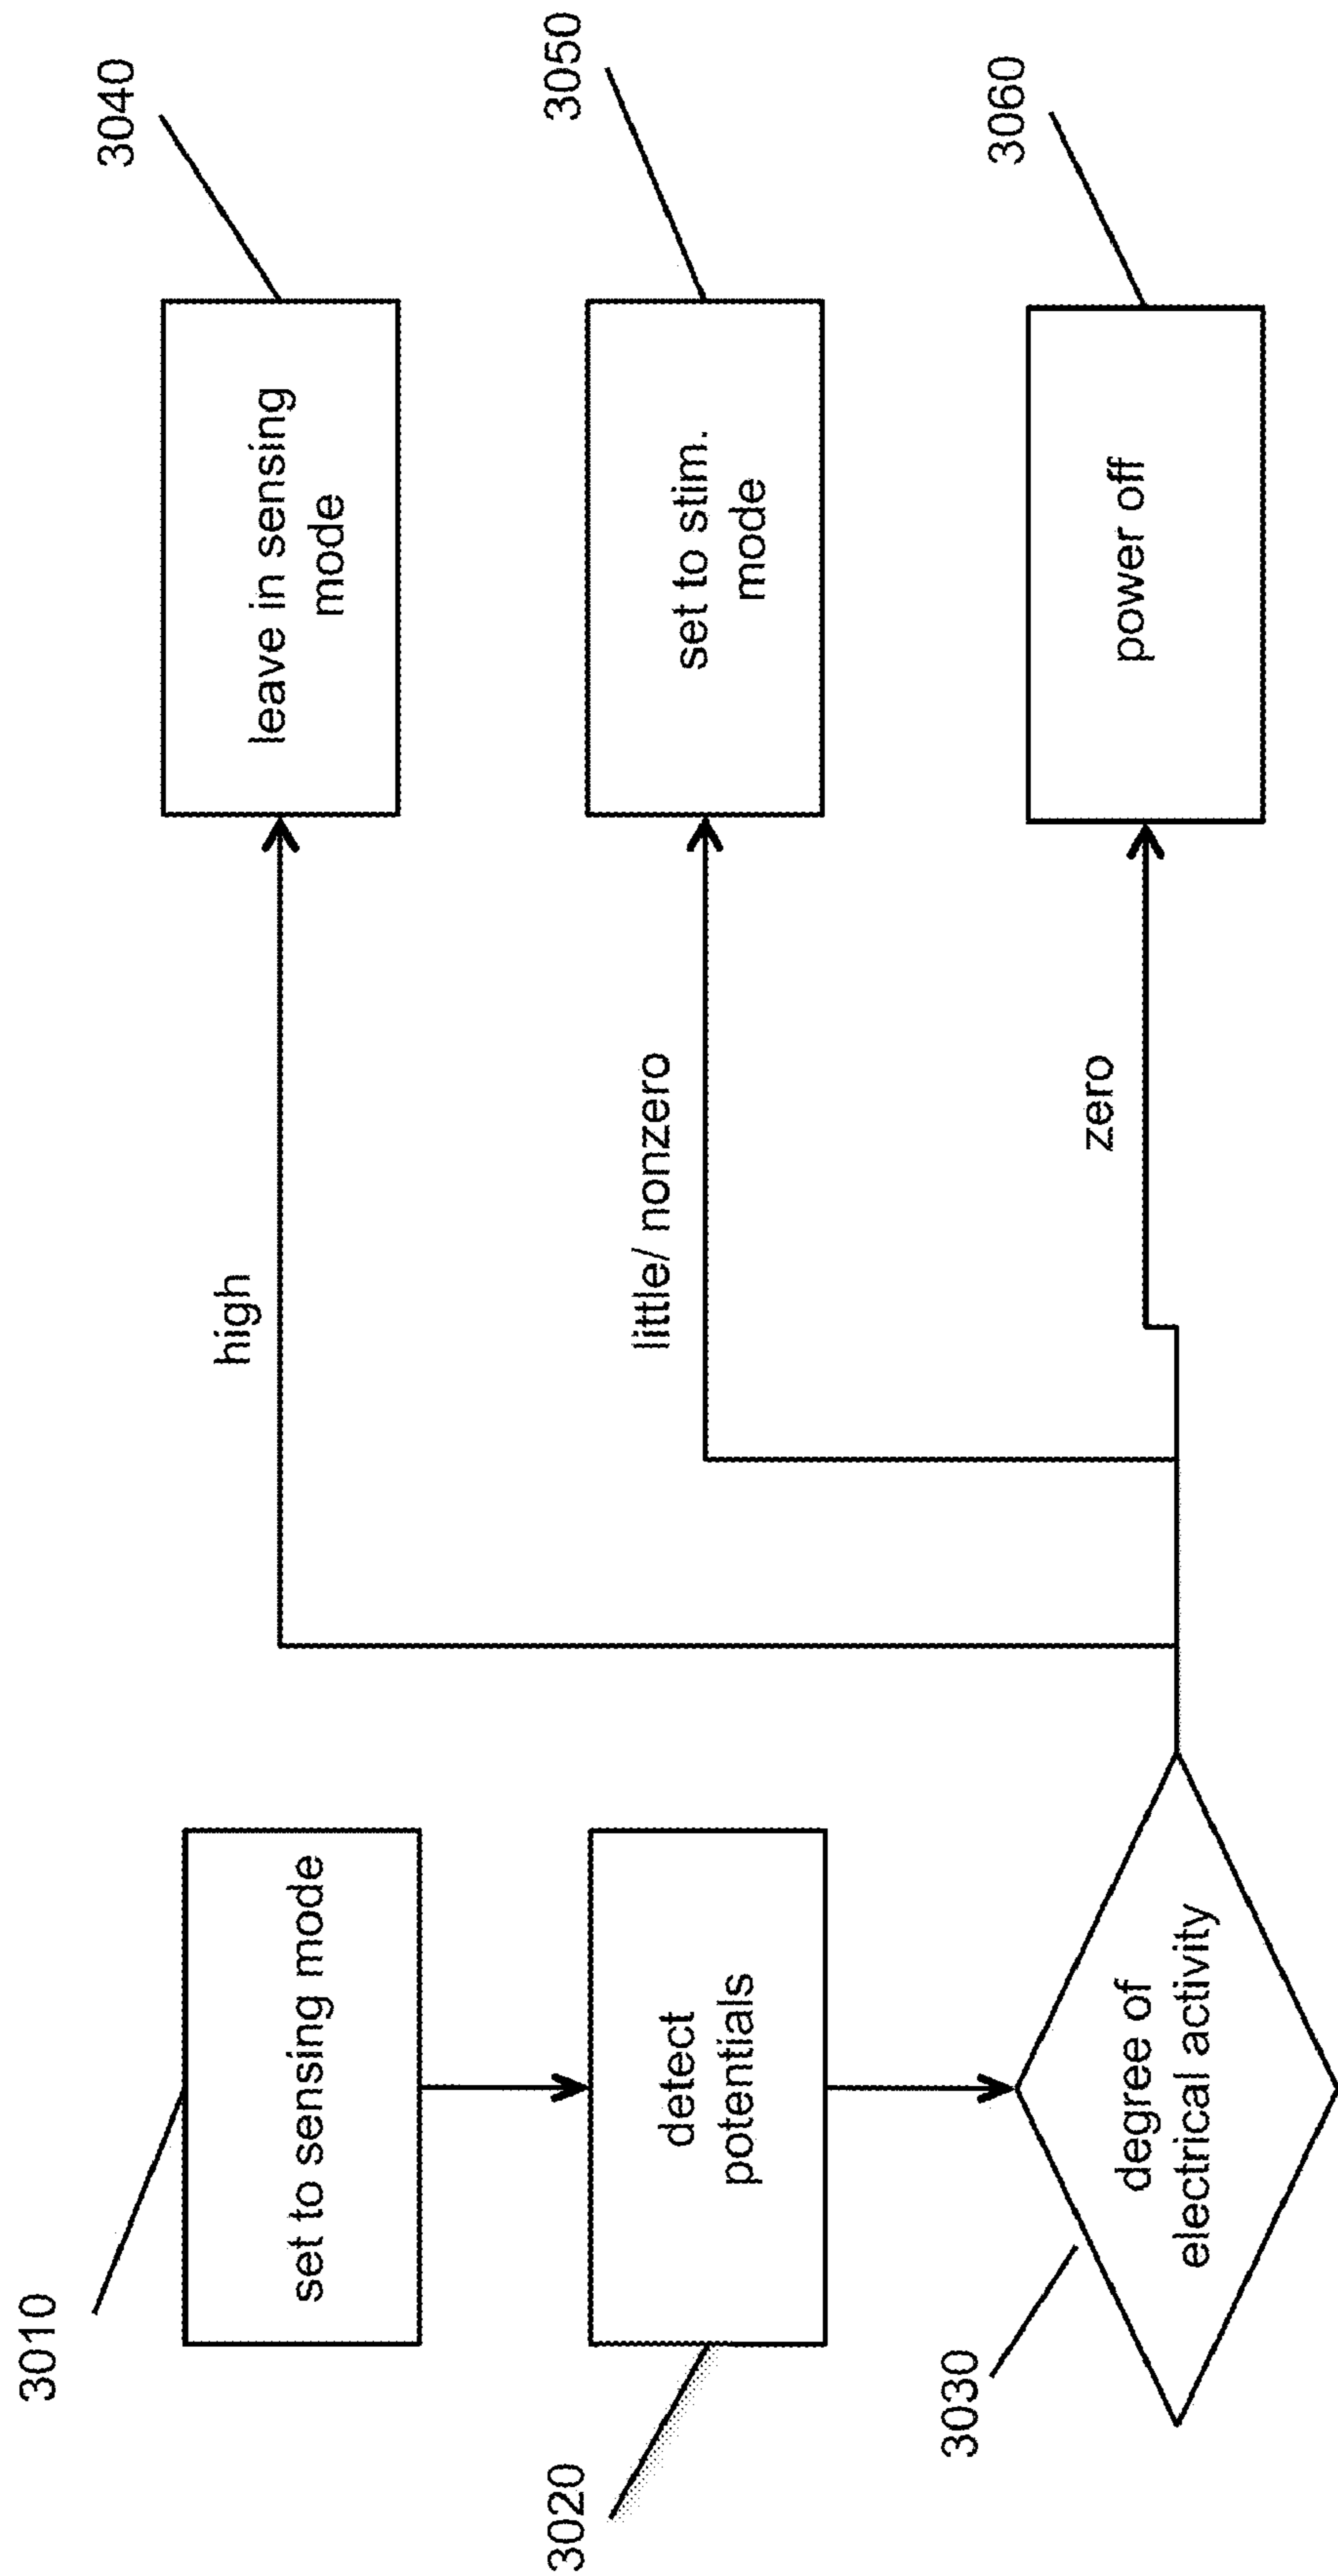 3010
set to sensing mode
3020
detect
potentials
3030
degree of
electrical activity
high
little/ nonzero
zero
3040
leave in sensing
mode
3050
set to stim.
mode
3060
power off